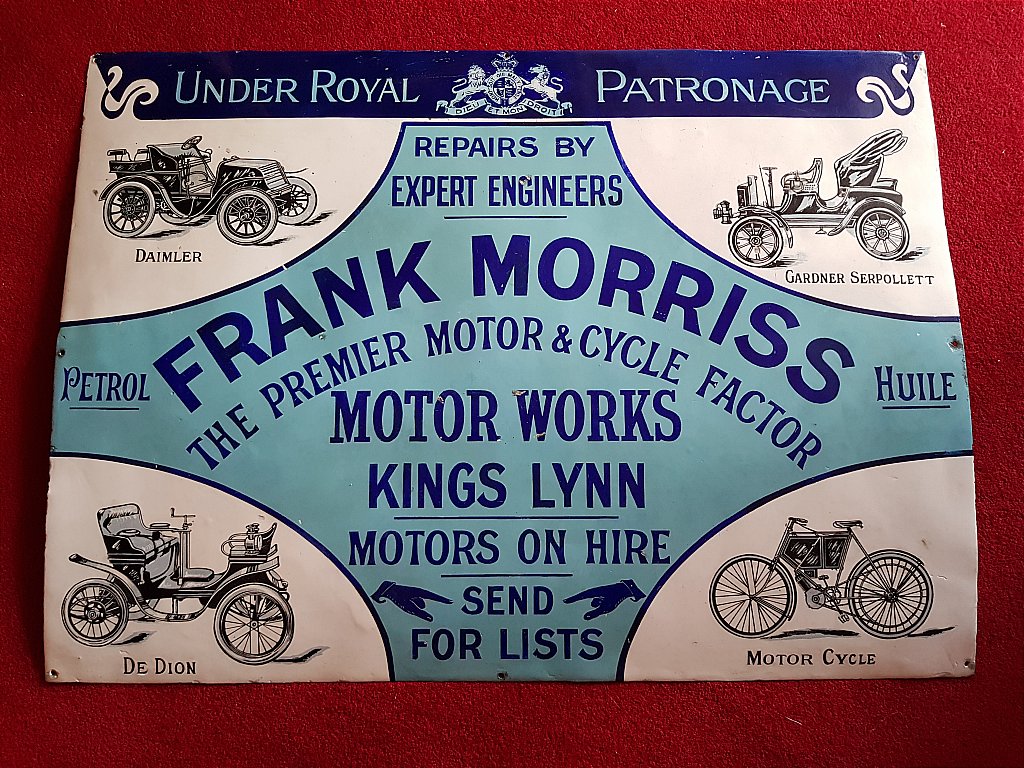 UNDER ROYAL PATRONAGE
DIEU ET MON DROIT
REPAIRS BY
EXPERT ENGINEERS
DAIMLER
GARDNER SERPOLLETT
FRANK MORRISS
THE PREMIER MOTOR & CYCLE FACTOR
PETROL
HUILE
MOTOR WORKS
KINGS LYNN
MOTORS ON HIRE
SEND
FOR LISTS
DE DION
MOTOR CYCLE